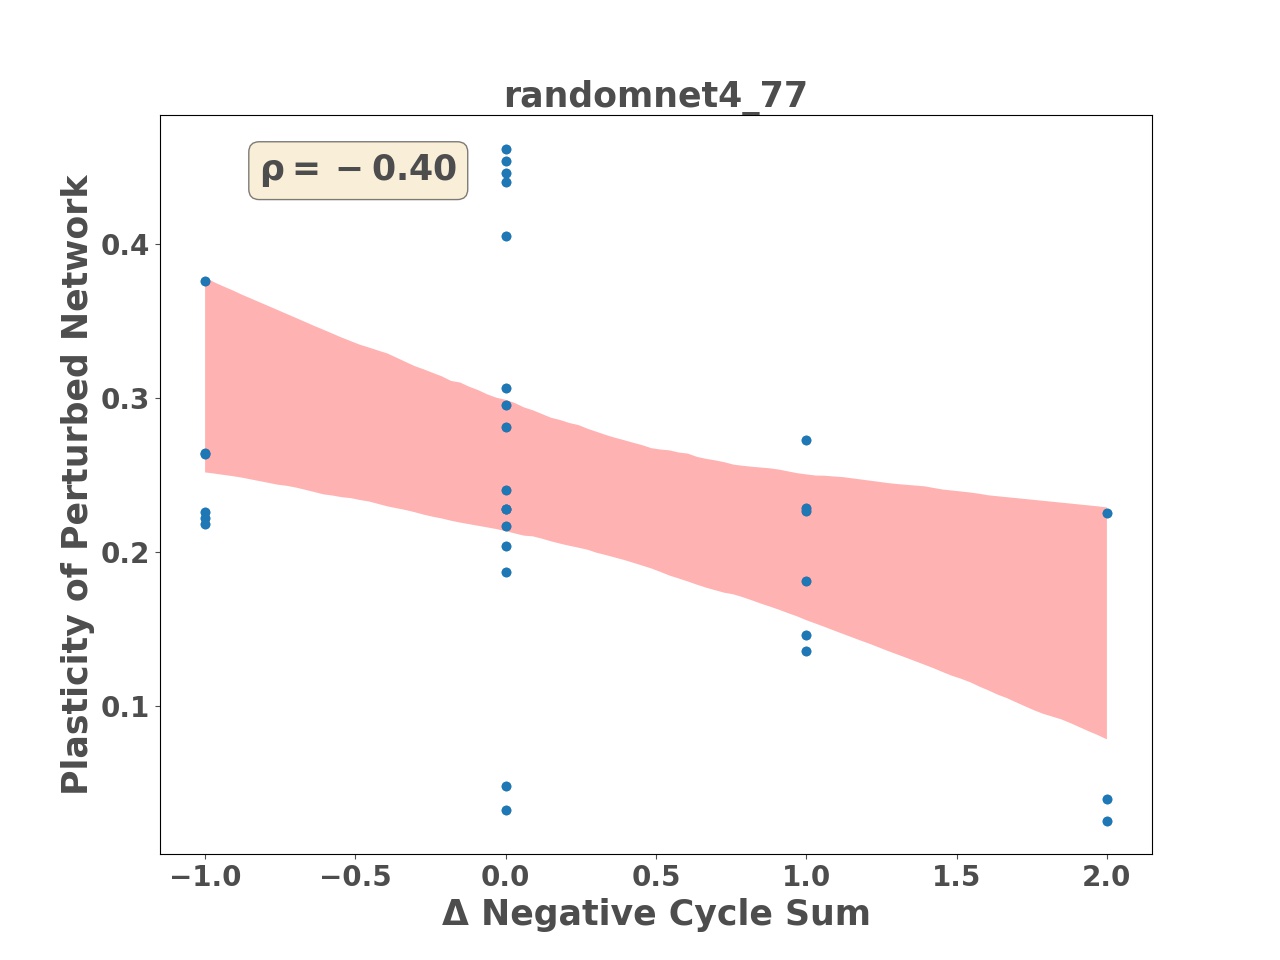 randomnet4_77
ρ = − 0.40
Plasticity of Perturbed Network
0.4
0.3
0.2
0.1
−1.0 −0.5 0.0 0.5 1.0 1.5 2.0
Δ Negative Cycle Sum